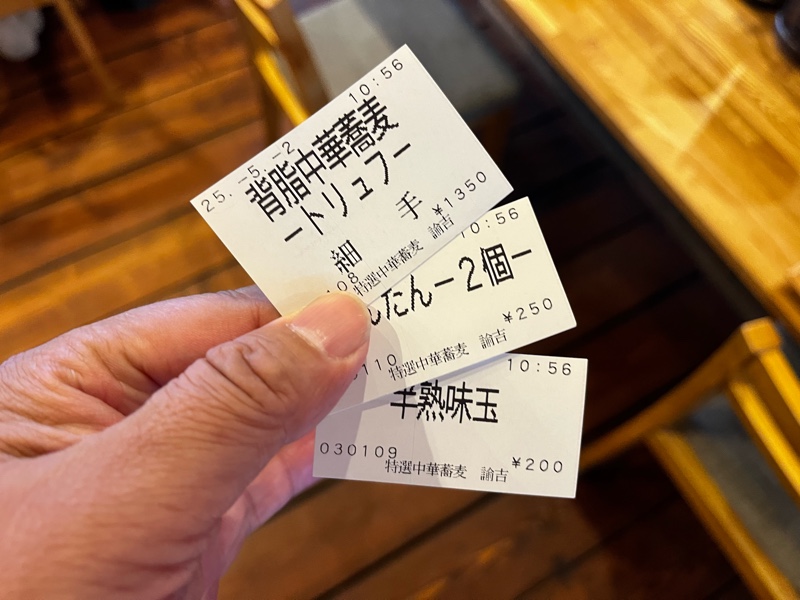 25.-5.-2 10:56
背脂中華蕎麦
ートリュフー
細 手
08 ¥1350
特選中華蕎麦 諭吉
10:56
たんー2個ー
¥250
110
特選中華蕎麦 諭吉
10:56
半熟味玉
030109 ¥200
特選中華蕎麦 諭吉